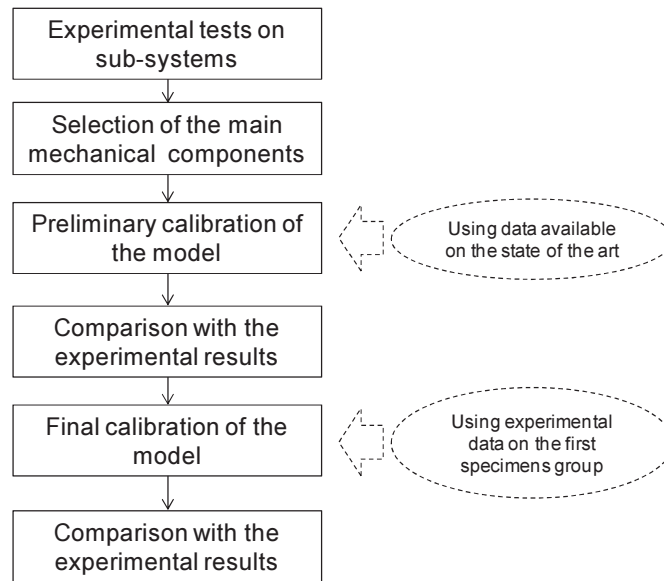 Experimental tests on
sub-systems
Selection of the main
mechanical components
Preliminary calibration of
the model
Using data available
on the state of the art
Comparison with the
experimental results
Final calibration of the
model
Using experimental
data on the first
specimens group
Comparison with the
experimental results